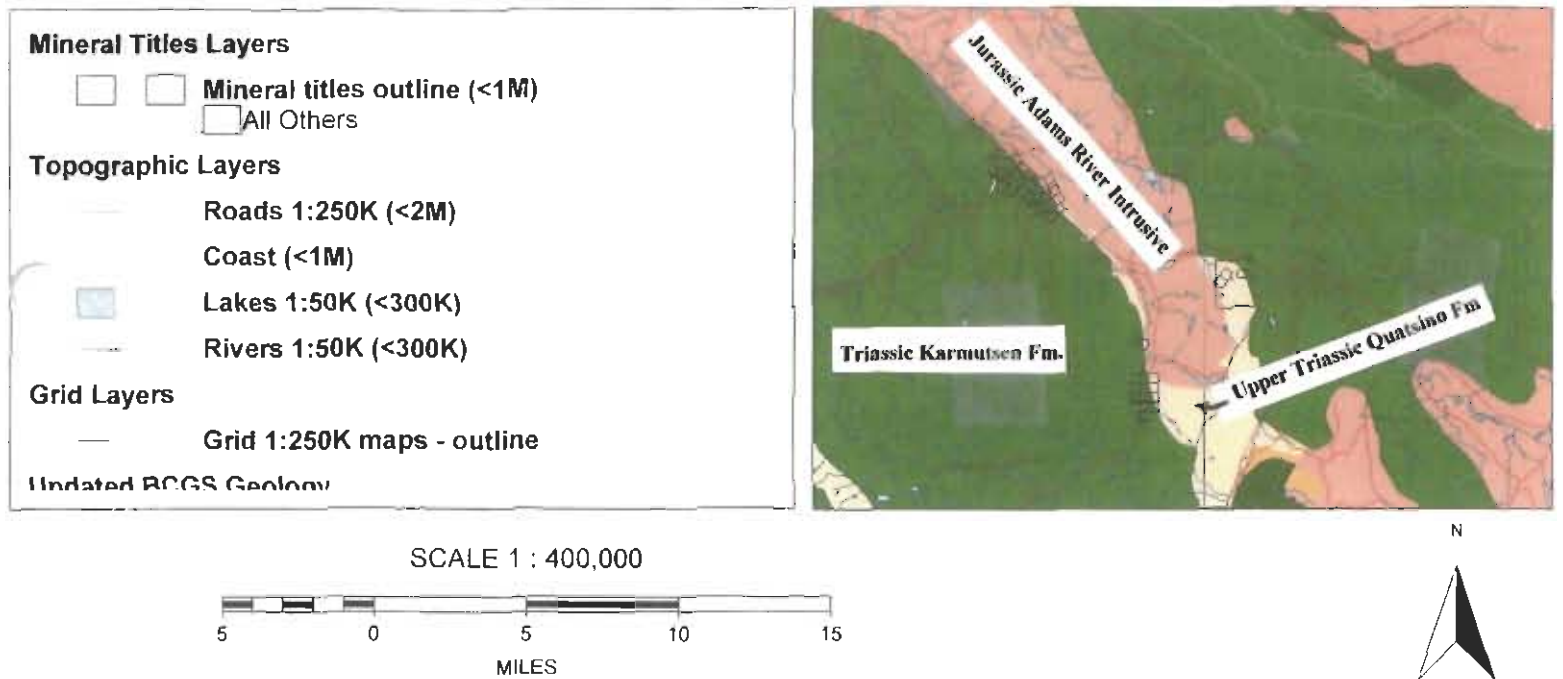 Mineral Titles Layers
Mineral titles outline (<1M)
All Others
Topographic Layers
Roads 1:250K (<2M)
Coast (<1M)
Lakes 1:50K (<300K)
Rivers 1:50K (<300K)
Grid Layers
Grid 1:250K maps - outline
Updated BCGS Geology
Jurassic Adams River Intrusive
Triassic Karmutsen Fm.
Upper Triassic Quatsino Fm
SCALE 1 : 400,000
5 0 5 10 15
MILES
N